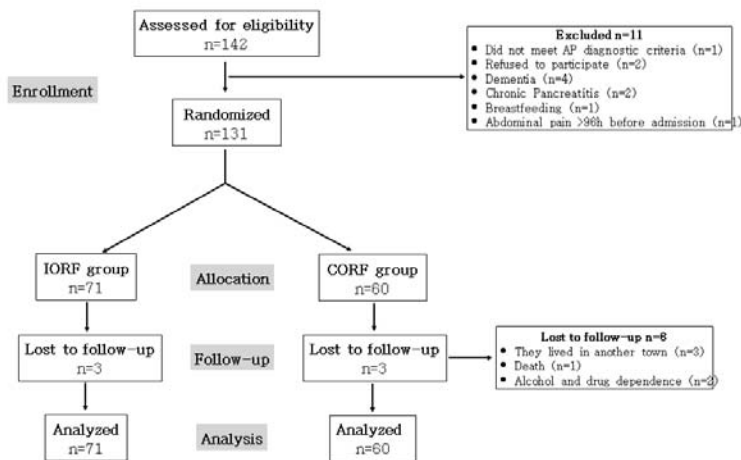 Assessed for eligibility
n=142
Excluded n=11
• Did not meet AP diagnostic criteria (n=1)
• Refused to participate (n=2)
• Dementia (n=4)
• Chronic Pancreatitis (n=2)
• Breastfeeding (n=1)
• Abdominal pain >96h before admission (n=1)
Enrollment
Randomized
n=131
IORF group
n=71
Allocation
CORF group
n=60
Lost to follow-up
n=3
Follow-up
Lost to follow-up
n=3
Lost to follow-up n=6
• They lived in another town (n=3)
• Death (n=1)
• Alcohol and drug dependence (n=2)
Analyzed
n=71
Analysis
Analyzed
n=60